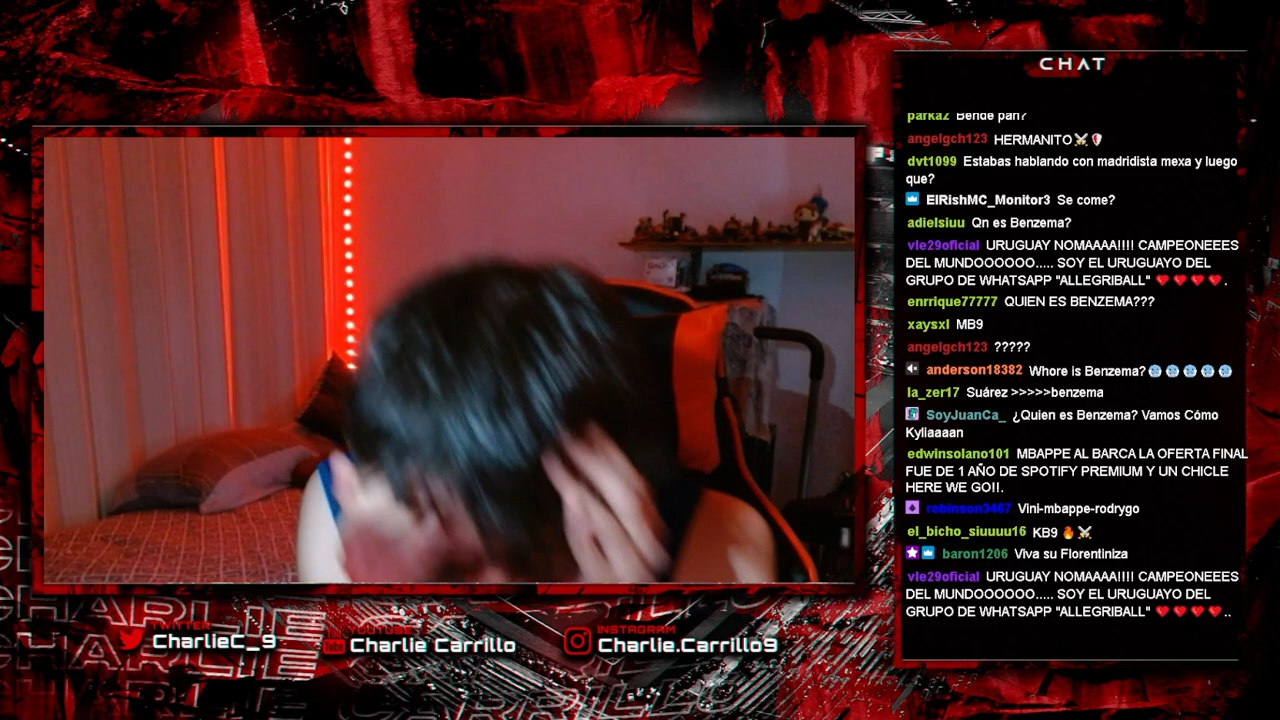 CHAT
parkaz Bende pan?
angelgch123 HERMANITO
dvt1099 Estabas hablando con madridista mexa y luego
que?
ElRishMC_Monitor3 Se come?
adielsiuu Qn es Benzema?
vle29oficial URUGUAY NOMAAAA!!!! CAMPEONEEES
DEL MUNDOOOOOO..... SOY EL URUGUAYO DEL
GRUPO DE WHATSAPP "ALLEGRIBALL" ❤❤❤❤.
enrrique77777 QUIEN ES BENZEMA???
xaysxl MB9
angelgch123 ?????
anderson18382 Whore is Benzema?
la_zer17 Suárez >>>>>benzema
SoyJuanCa_ ¿Quien es Benzema? Vamos Cómo
Kyliaaaan
edwinsolano101 MBAPPE AL BARCA LA OFERTA FINAL
FUE DE 1 AÑO DE SPOTIFY PREMIUM Y UN CHICLE
HERE WE GO!!.
robinson3467 Vini-mbappe-rodrygo
el_bicho_siuuuu16 KB9 🔥⚔
baron1206 Viva su Florentiniza
vle29oficial URUGUAY NOMAAAA!!!! CAMPEONEEES
DEL MUNDOOOOOO..... SOY EL URUGUAYO DEL
GRUPO DE WHATSAPP "ALLEGRIBALL" ❤❤❤❤..
TWITTER
CharlieC_9
YOUTUBE
Charlie Carrillo
INSTAGRAM
Charlie.Carrillo9
CHARLIE
CHARLIE
CARRILLO